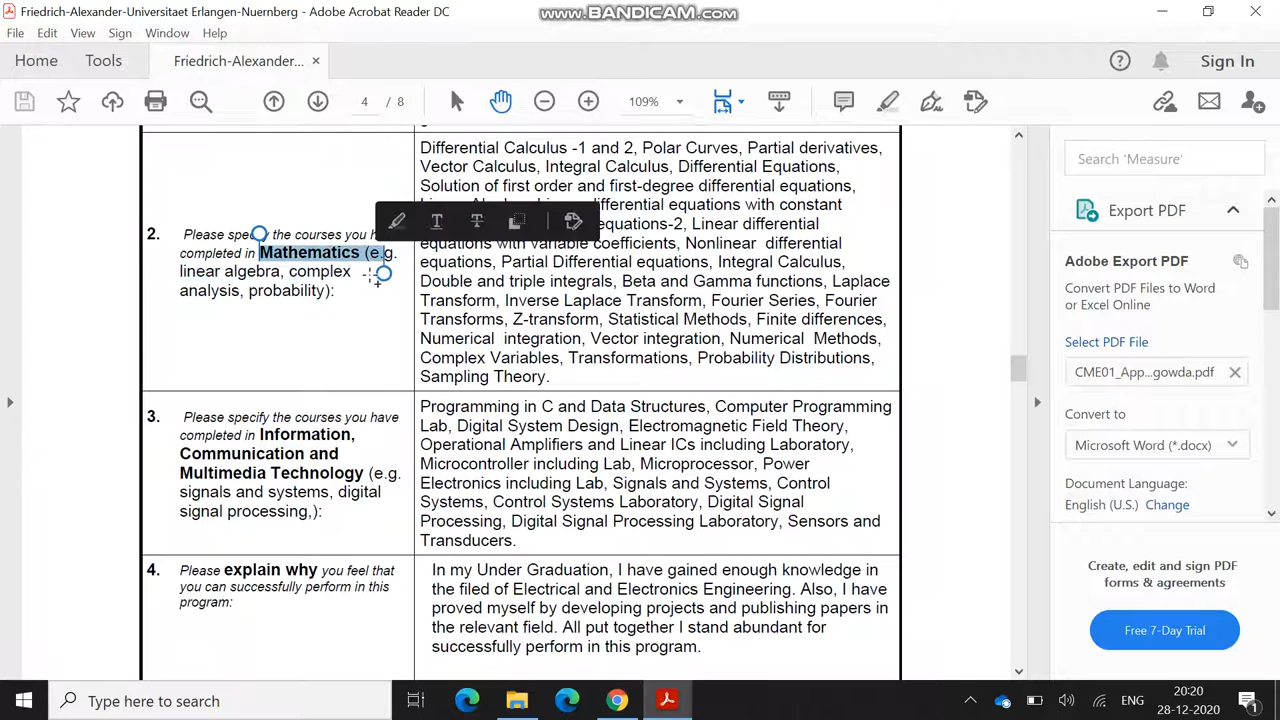 Friedrich-Alexander-Universitaet Erlangen-Nuernberg - Adobe Acrobat Reader DC
www.BANDICAM.com
File Edit View Sign Window Help
Home Tools Friedrich-Alexander... ×
Sign In
4 / 8
109%
Search 'Measure'
Differential Calculus -1 and 2, Polar Curves, Partial derivatives,
Vector Calculus, Integral Calculus, Differential Equations,
Solution of first order and first-degree differential equations,
differential equations with constant
equations-2, Linear differential
equations with variable coefficients, Nonlinear differential
equations, Partial Differential equations, Integral Calculus,
Double and triple integrals, Beta and Gamma functions, Laplace
Transform, Inverse Laplace Transform, Fourier Series, Fourier
Transforms, Z-transform, Statistical Methods, Finite differences,
Numerical integration, Vector integration, Numerical Methods,
Complex Variables, Transformations, Probability Distributions,
Sampling Theory.
2. Please specify the courses you
completed in Mathematics (e.g.
linear algebra, complex
analysis, probability):
3. Please specify the courses you have
completed in Information,
Communication and
Multimedia Technology (e.g.
signals and systems, digital
signal processing,):
Programming in C and Data Structures, Computer Programming
Lab, Digital System Design, Electromagnetic Field Theory,
Operational Amplifiers and Linear ICs including Laboratory,
Microcontroller including Lab, Microprocessor, Power
Electronics including Lab, Signals and Systems, Control
Systems, Control Systems Laboratory, Digital Signal
Processing, Digital Signal Processing Laboratory, Sensors and
Transducers.
4. Please explain why you feel that
you can successfully perform in this
program:
In my Under Graduation, I have gained enough knowledge in
the filed of Electrical and Electronics Engineering. Also, I have
proved myself by developing projects and publishing papers in
the relevant field. All put together I stand abundant for
successfully perform in this program.
Export PDF
Adobe Export PDF
Convert PDF Files to Word
or Excel Online
Select PDF File
CME01_App...gowda.pdf
Convert to
Microsoft Word (*.docx)
Document Language:
English (U.S.) Change
Create, edit and sign PDF
forms & agreements
Free 7-Day Trial
Type here to search
ENG
20:20
28-12-2020
1